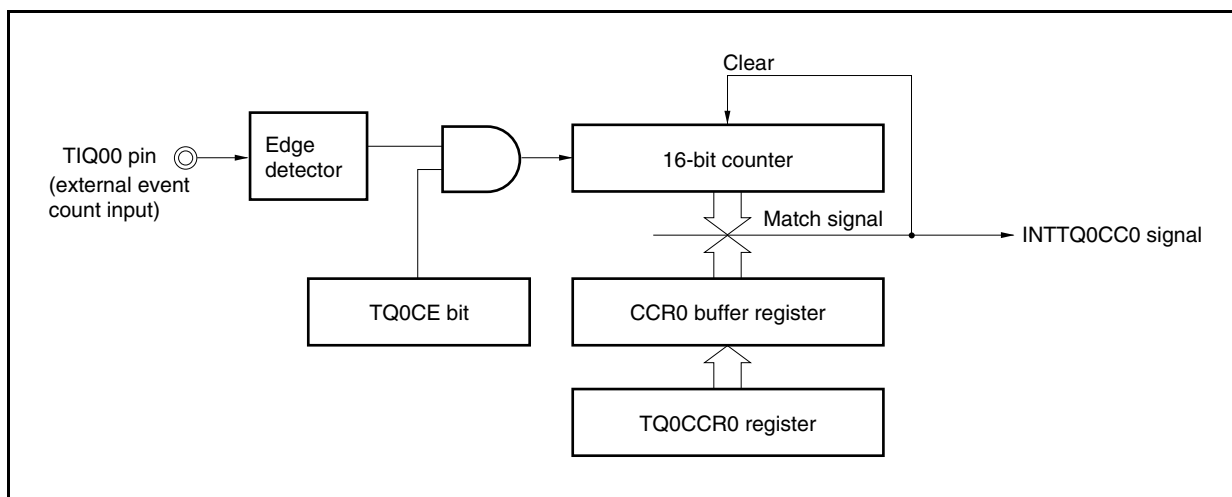 Clear
TIQ00 pin
(external event
count input)
Edge
detector
16-bit counter
Match signal
INTTQ0CC0 signal
TQ0CE bit
CCR0 buffer register
TQ0CCR0 register